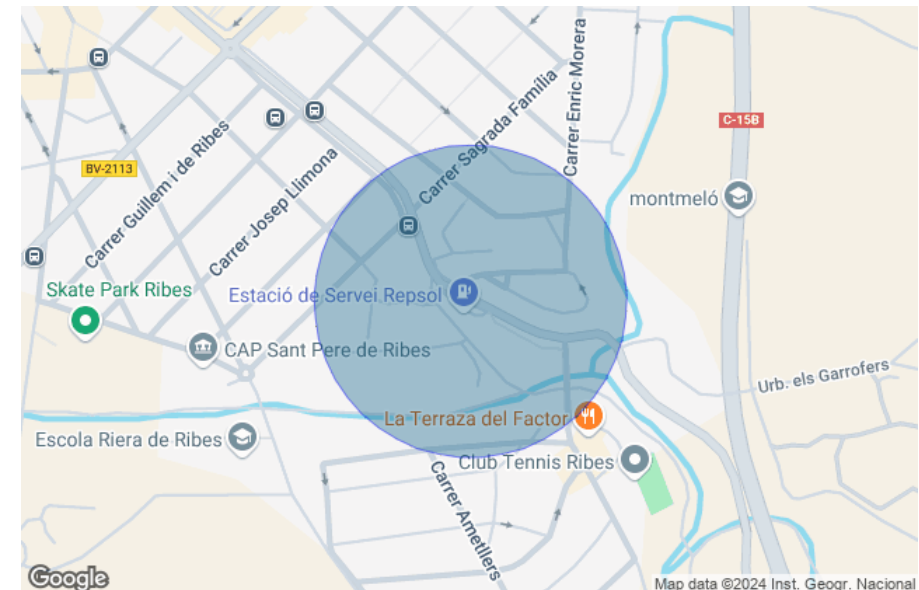 Carrer Enric Morera
C-15B
Carrer Sagrada Família
BV-2113
Carrer Guillem i de Ribes
Carrer Josep Llimona
montmeló
Skate Park Ribes
Estació de Servei Repsol
CAP Sant Pere de Ribes
Urb. els Garrofers
La Terraza del Factor
Escola Riera de Ribes
Club Tennis Ribes
Carrer Ametllers
Google
Map data ©2024 Inst. Geogr. Nacional